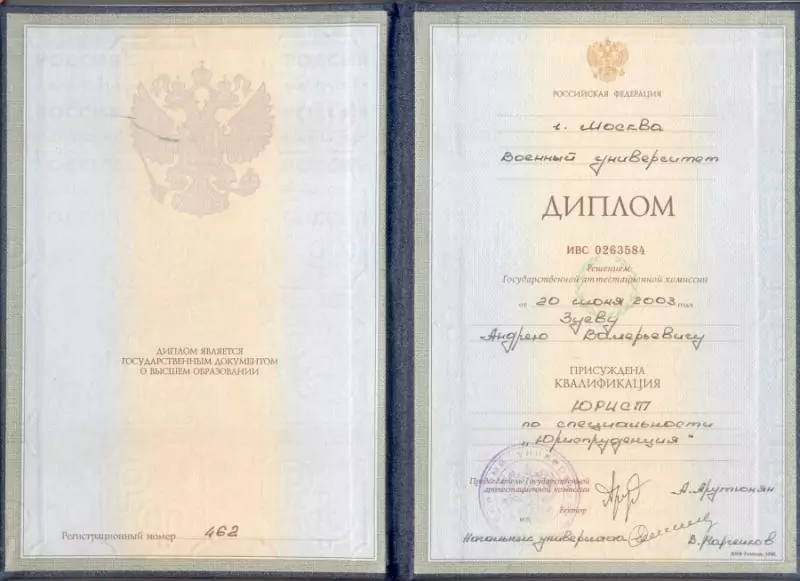 ДИПЛОМ ЯВЛЯЕТСЯ
ГОСУДАРСТВЕННЫМ ДОКУМЕНТОМ
О ВЫСШЕМ ОБРАЗОВАНИИ
Регистрационный номер 462
РОССИЙСКАЯ ФЕДЕРАЦИЯ
г. Москва
Военный университет
ДИПЛОМ
ИВС 0263584
Решением
Государственной аттестационной комиссии
от 20 июня 2003 года
Зуеву
Андрею Валерьевичу
ПРИСУЖДЕНА
КВАЛИФИКАЦИЯ
ЮРИСТ
по специальности
"Юриспруденция"
Председатель Государственной
аттестационной комиссии А. Арутюнян
Ректор
Начальник университета В. Марченков